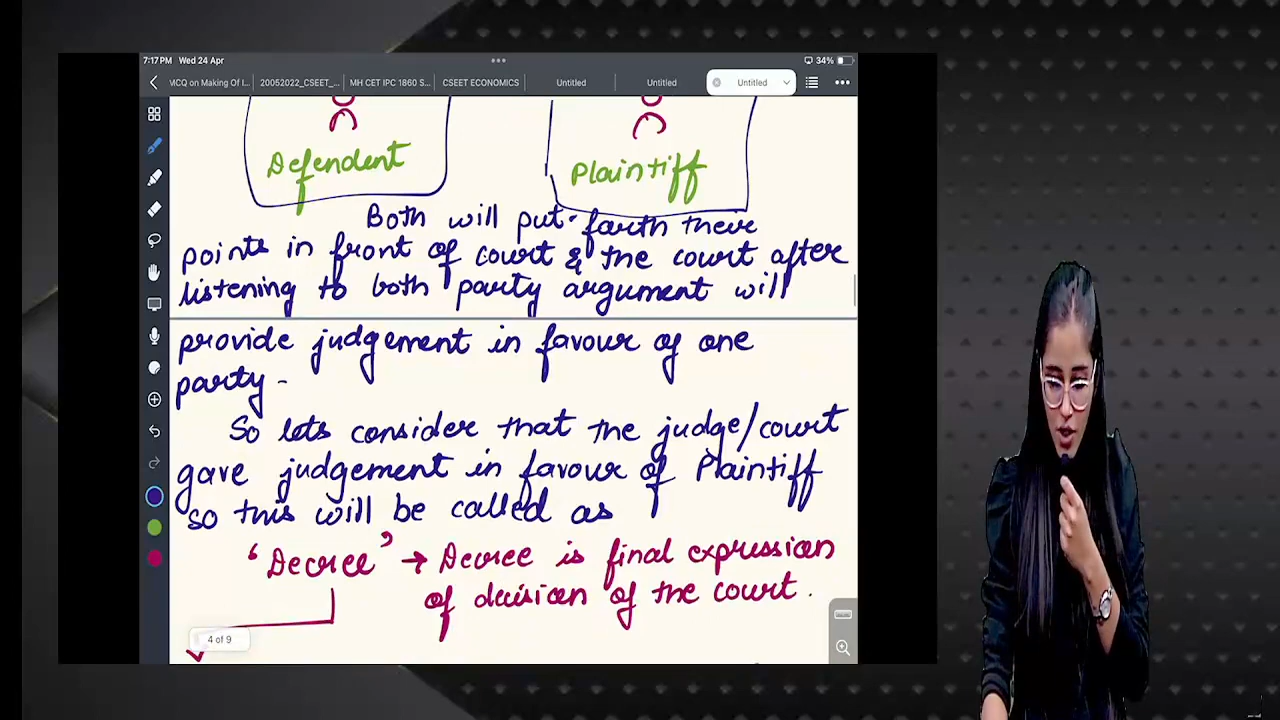 7:17 PM Wed 24 Apr
34%
MCQ on Making Of I...
20052022_CSEET_...
MH CET IPC 1860 S...
CSEET ECONOMICS
Untitled
Untitled
Untitled
Defendent
Plaintiff
Both will put farth their
points in front of court & the court after
listening to both party argument will
provide judgement in favour of one
party.
So lets consider that the judge/court
gave judgement in favour of Plaintiff
so this will be called as
'Decree' → Decree is final expression
of decision of the court.
4 of 9